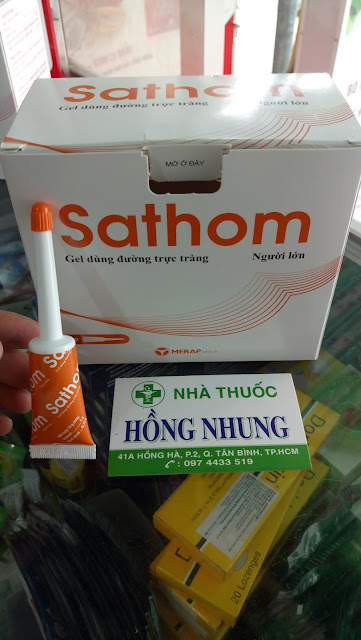 Sathom
Gel dùng đường trực tràng Người lớn
MỞ Ở ĐÂY
Sathom
Gel dùng đường trực tràng Người lớn
MERAP GROUP
Sathom
NHÀ THUỐC
HỒNG NHUNG
41A HỒNG HÀ, P.2, Q. TÂN BÌNH, TP.HCM
: 097 4433 519
20 Lozenges